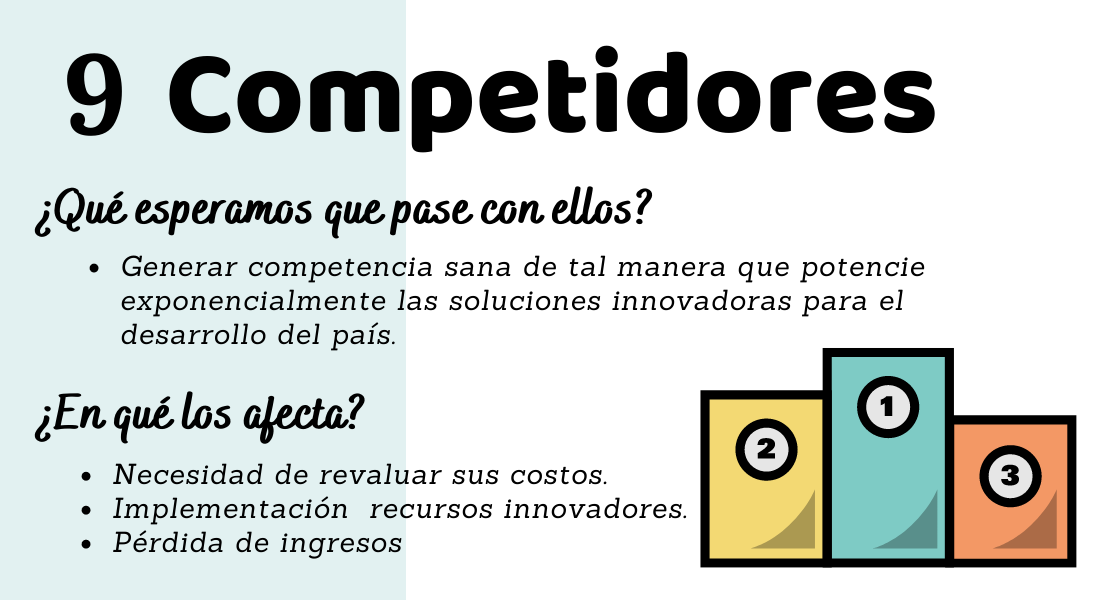 9 Competidores
¿Qué esperamos que pase con ellos?
• Generar competencia sana de tal manera que potencie
exponencialmente las soluciones innovadoras para el
desarrollo del país.
¿En qué los afecta?
• Necesidad de revaluar sus costos.
• Implementación  recursos innovadores.
• Pérdida de ingresos
2
1
3